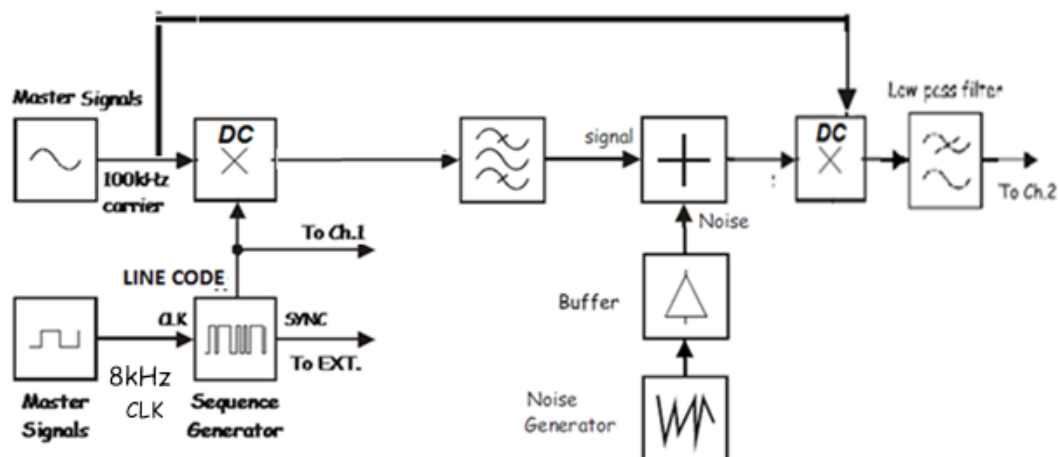 Master Signals
DC
100kHz
carrier
signal
DC
Low pass filter
To Ch.2
Noise
To Ch.1
LINE CODE
CLK
SYNC
To EXT.
Buffer
8kHz
CLK
Master
Signals
Sequence
Generator
Noise
Generator